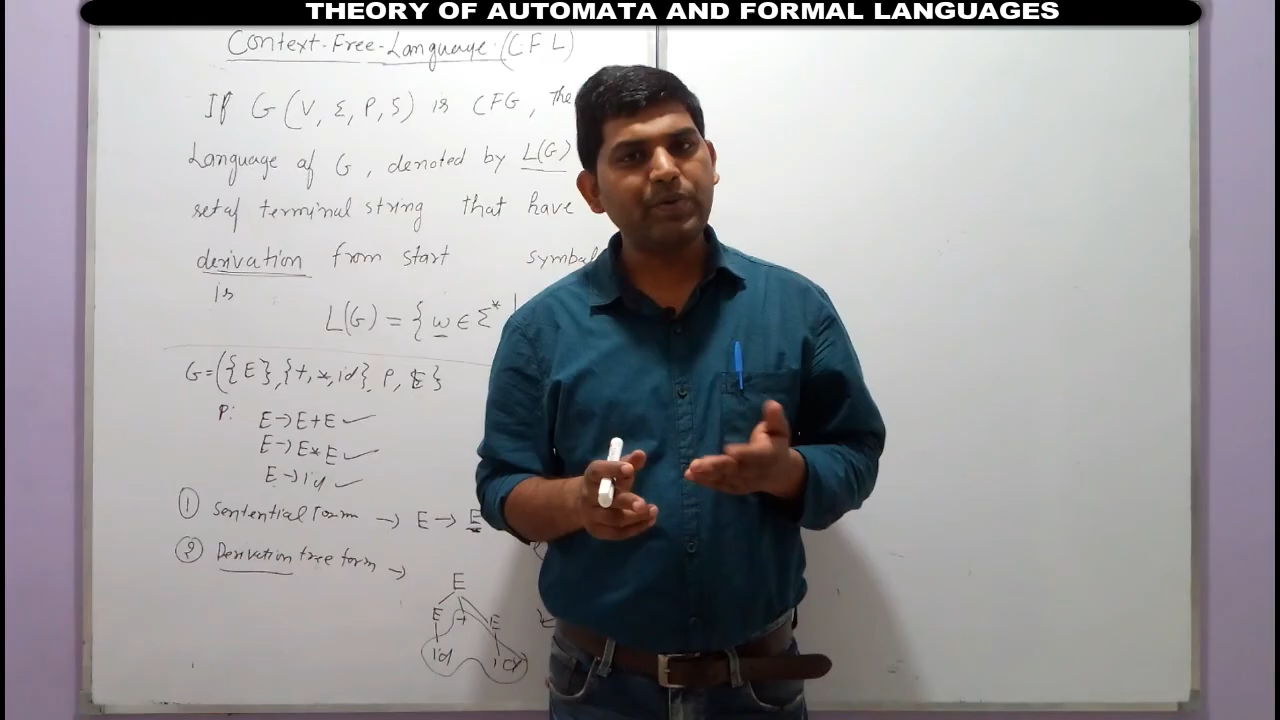 THEORY OF AUTOMATA AND FORMAL LANGUAGES
Context-Free-Language (CFL)
If G(V, Σ, P, S) is CFG, the
Language of G, denoted by L(G)
set of terminal string that have
derivation from start symbol
is
L(G) = { w ∈ Σ* |
G = ({E}, {+, *, id}, P, E}
P: E → E+E ✓
E → E*E ✓
E → id ✓
① Sentential form → E → E
② Derivation tree form →
E
E + E
id id